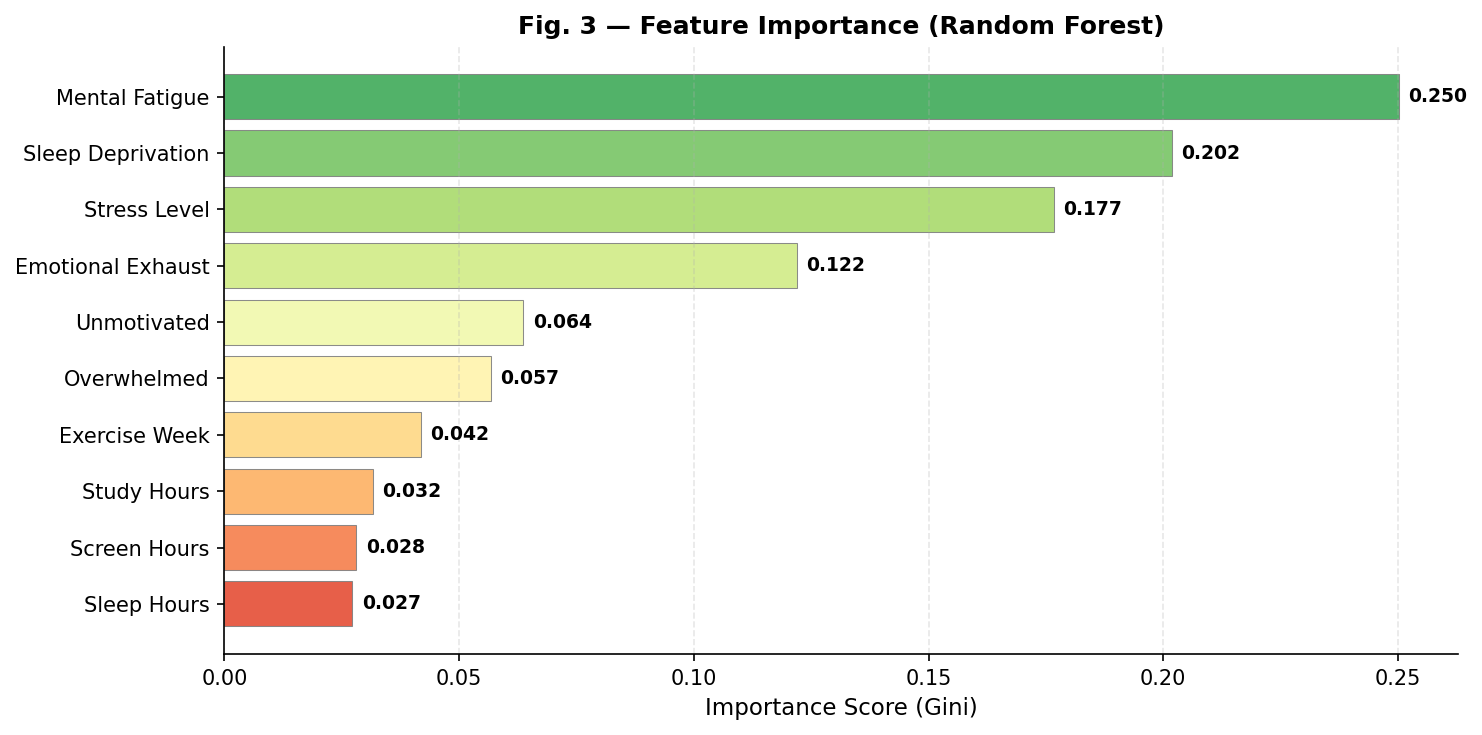 Fig. 3 — Feature Importance (Random Forest)
Mental Fatigue 0.250
Sleep Deprivation 0.202
Stress Level 0.177
Emotional Exhaust 0.122
Unmotivated 0.064
Overwhelmed 0.057
Exercise Week 0.042
Study Hours 0.032
Screen Hours 0.028
Sleep Hours 0.027
0.00 0.05 0.10 0.15 0.20 0.25
Importance Score (Gini)